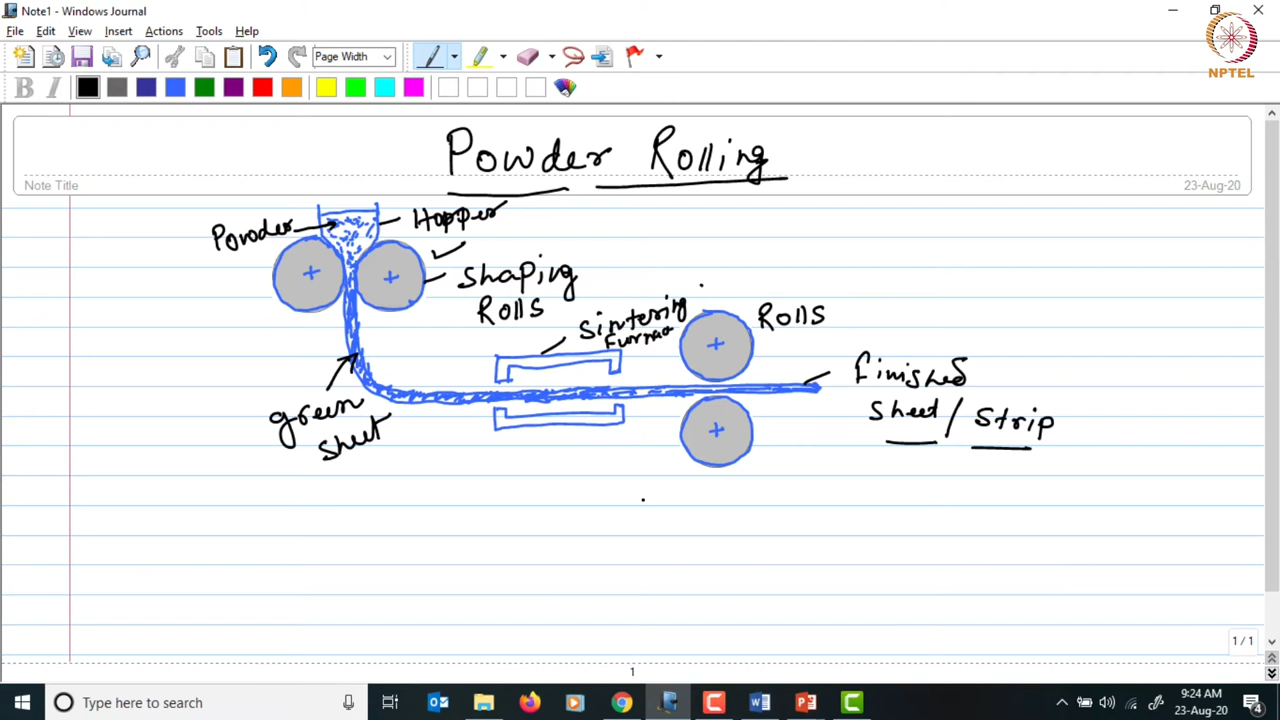 Note1 - Windows Journal
File Edit View Insert Actions Tools Help
Page Width
B I
NPTEL
Powder Rolling
Note Title
23-Aug-20
Powder
Hopper
Shaping
Rolls
Sintering
Furnace
Rolls
green
sheet
finished
sheet / strip
1 / 1
1
Type here to search
9:24 AM
23-Aug-20
4